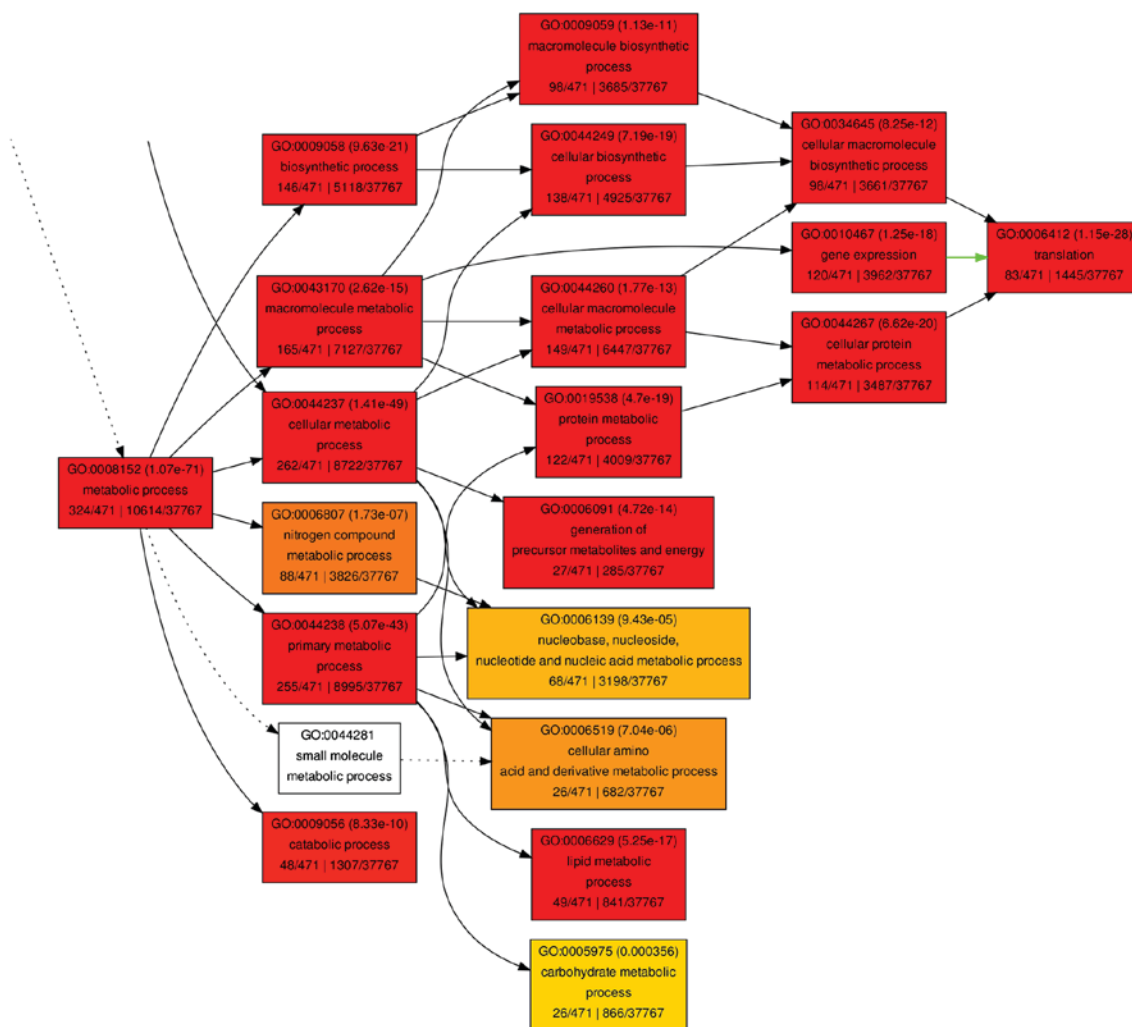 GO:0009059 (1.13e-11)
macromolecule biosynthetic
process
98/471 | 3685/37767
GO:0009058 (9.63e-21)
biosynthetic process
146/471 | 5118/37767
GO:0044249 (7.19e-19)
cellular biosynthetic
process
138/471 | 4925/37767
GO:0034645 (8.25e-12)
cellular macromolecule
biosynthetic process
98/471 | 3661/37767
GO:0010467 (1.25e-18)
gene expression
120/471 | 3962/37767
GO:0006412 (1.15e-28)
translation
83/471 | 1445/37767
GO:0043170 (2.62e-15)
macromolecule metabolic
process
165/471 | 7127/37767
GO:0044260 (1.77e-13)
cellular macromolecule
metabolic process
149/471 | 6447/37767
GO:0044267 (6.62e-20)
cellular protein
metabolic process
114/471 | 3487/37767
GO:0044237 (1.41e-49)
cellular metabolic
process
262/471 | 8722/37767
GO:0019538 (4.7e-19)
protein metabolic
process
122/471 | 4009/37767
GO:0008152 (1.07e-71)
metabolic process
324/471 | 10614/37767
GO:0006807 (1.73e-07)
nitrogen compound
metabolic process
88/471 | 3826/37767
GO:0006091 (4.72e-14)
generation of
precursor metabolites and energy
27/471 | 285/37767
GO:0044238 (5.07e-43)
primary metabolic
process
255/471 | 8995/37767
GO:0006139 (9.43e-05)
nucleobase, nucleoside,
nucleotide and nucleic acid metabolic process
68/471 | 3198/37767
GO:0044281
small molecule
metabolic process
GO:0006519 (7.04e-06)
cellular amino
acid and derivative metabolic process
26/471 | 682/37767
GO:0009056 (8.33e-10)
catabolic process
48/471 | 1307/37767
GO:0006629 (5.25e-17)
lipid metabolic
process
49/471 | 841/37767
GO:0005975 (0.000356)
carbohydrate metabolic
process
26/471 | 866/37767